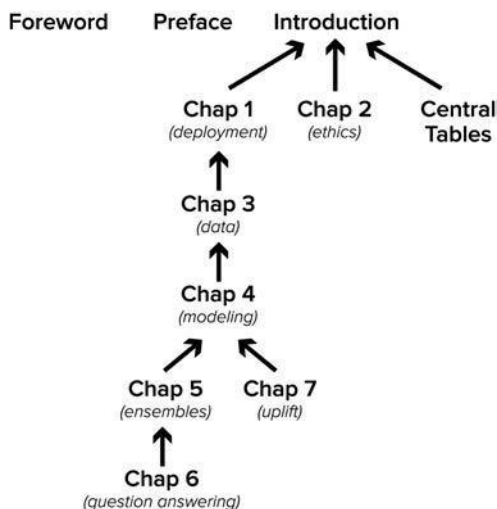 Foreword Preface Introduction
Chap 1 Chap 2 Central
(deployment) (ethics) Tables
Chap 3
(data)
Chap 4
(modeling)
Chap 5 Chap 7
(ensembles) (uplift)
Chap 6
(question answering)